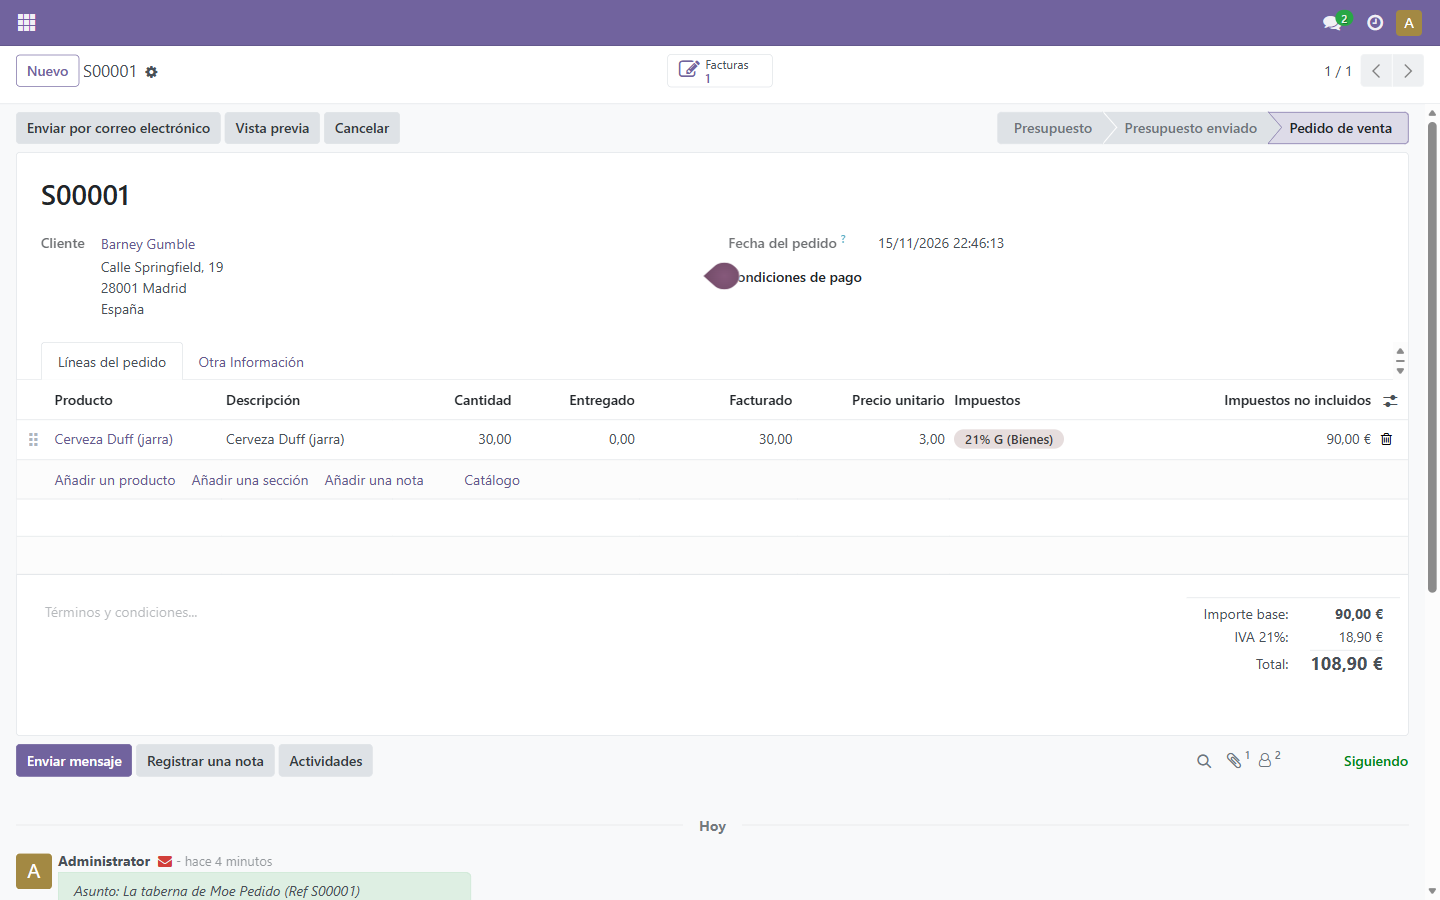 2
A
Nuevo
S00001
Facturas
1
1 / 1
Enviar por correo electrónico
Vista previa
Cancelar
Presupuesto
Presupuesto enviado
Pedido de venta
S00001
Cliente
Barney Gumble
Calle Springfield, 19
28001 Madrid
España
Fecha del pedido ?
15/11/2026 22:46:13
ondiciones de pago
Líneas del pedido
Otra Información
Producto Descripción Cantidad Entregado Facturado Precio unitario Impuestos Impuestos no incluidos
Cerveza Duff (jarra) Cerveza Duff (jarra) 30,00 0,00 30,00 3,00 21% G (Bienes) 90,00 €
Añadir un producto Añadir una sección Añadir una nota Catálogo
Términos y condiciones...
Importe base: 90,00 €
IVA 21%: 18,90 €
Total: 108,90 €
Enviar mensaje
Registrar una nota
Actividades
1
2
Siguiendo
Hoy
A
Administrator - hace 4 minutos
Asunto: La taberna de Moe Pedido (Ref S00001)